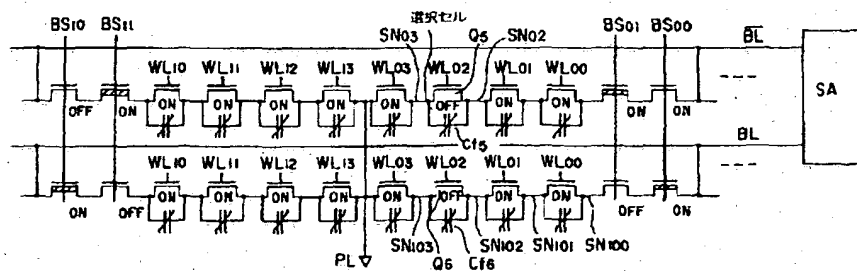 選択セル
BS10 BS11 SN03 Q5 SN02 BS01 BS00
BL
WL10 WL11 WL12 WL13 WL03 WL02 WL01 WL00
SA
ON ON ON ON ON OFF ON ON
OFF ON ON ON
Cf5
BL
WL10 WL11 WL12 WL13 WL03 WL02 WL01 WL00
ON ON ON ON ON OFF ON ON
ON OFF OFF ON
SN103 SN102 SN101 SN100
PL Q6 Cf6